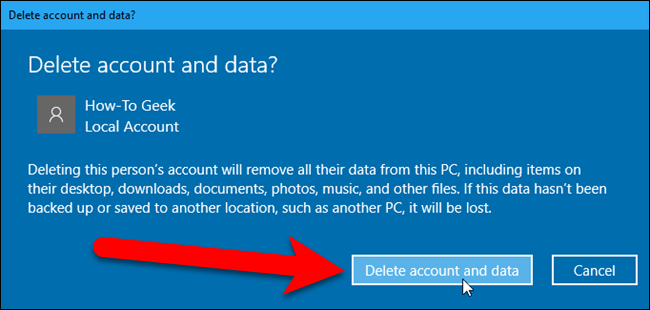 Delete account and data?
Delete account and data?
How-To Geek
Local Account
Deleting this person's account will remove all their data from this PC, including items on
their desktop, downloads, documents, photos, music, and other files. If this data hasn't been
backed up or saved to another location, such as another PC, it will be lost.
Delete account and data
Cancel